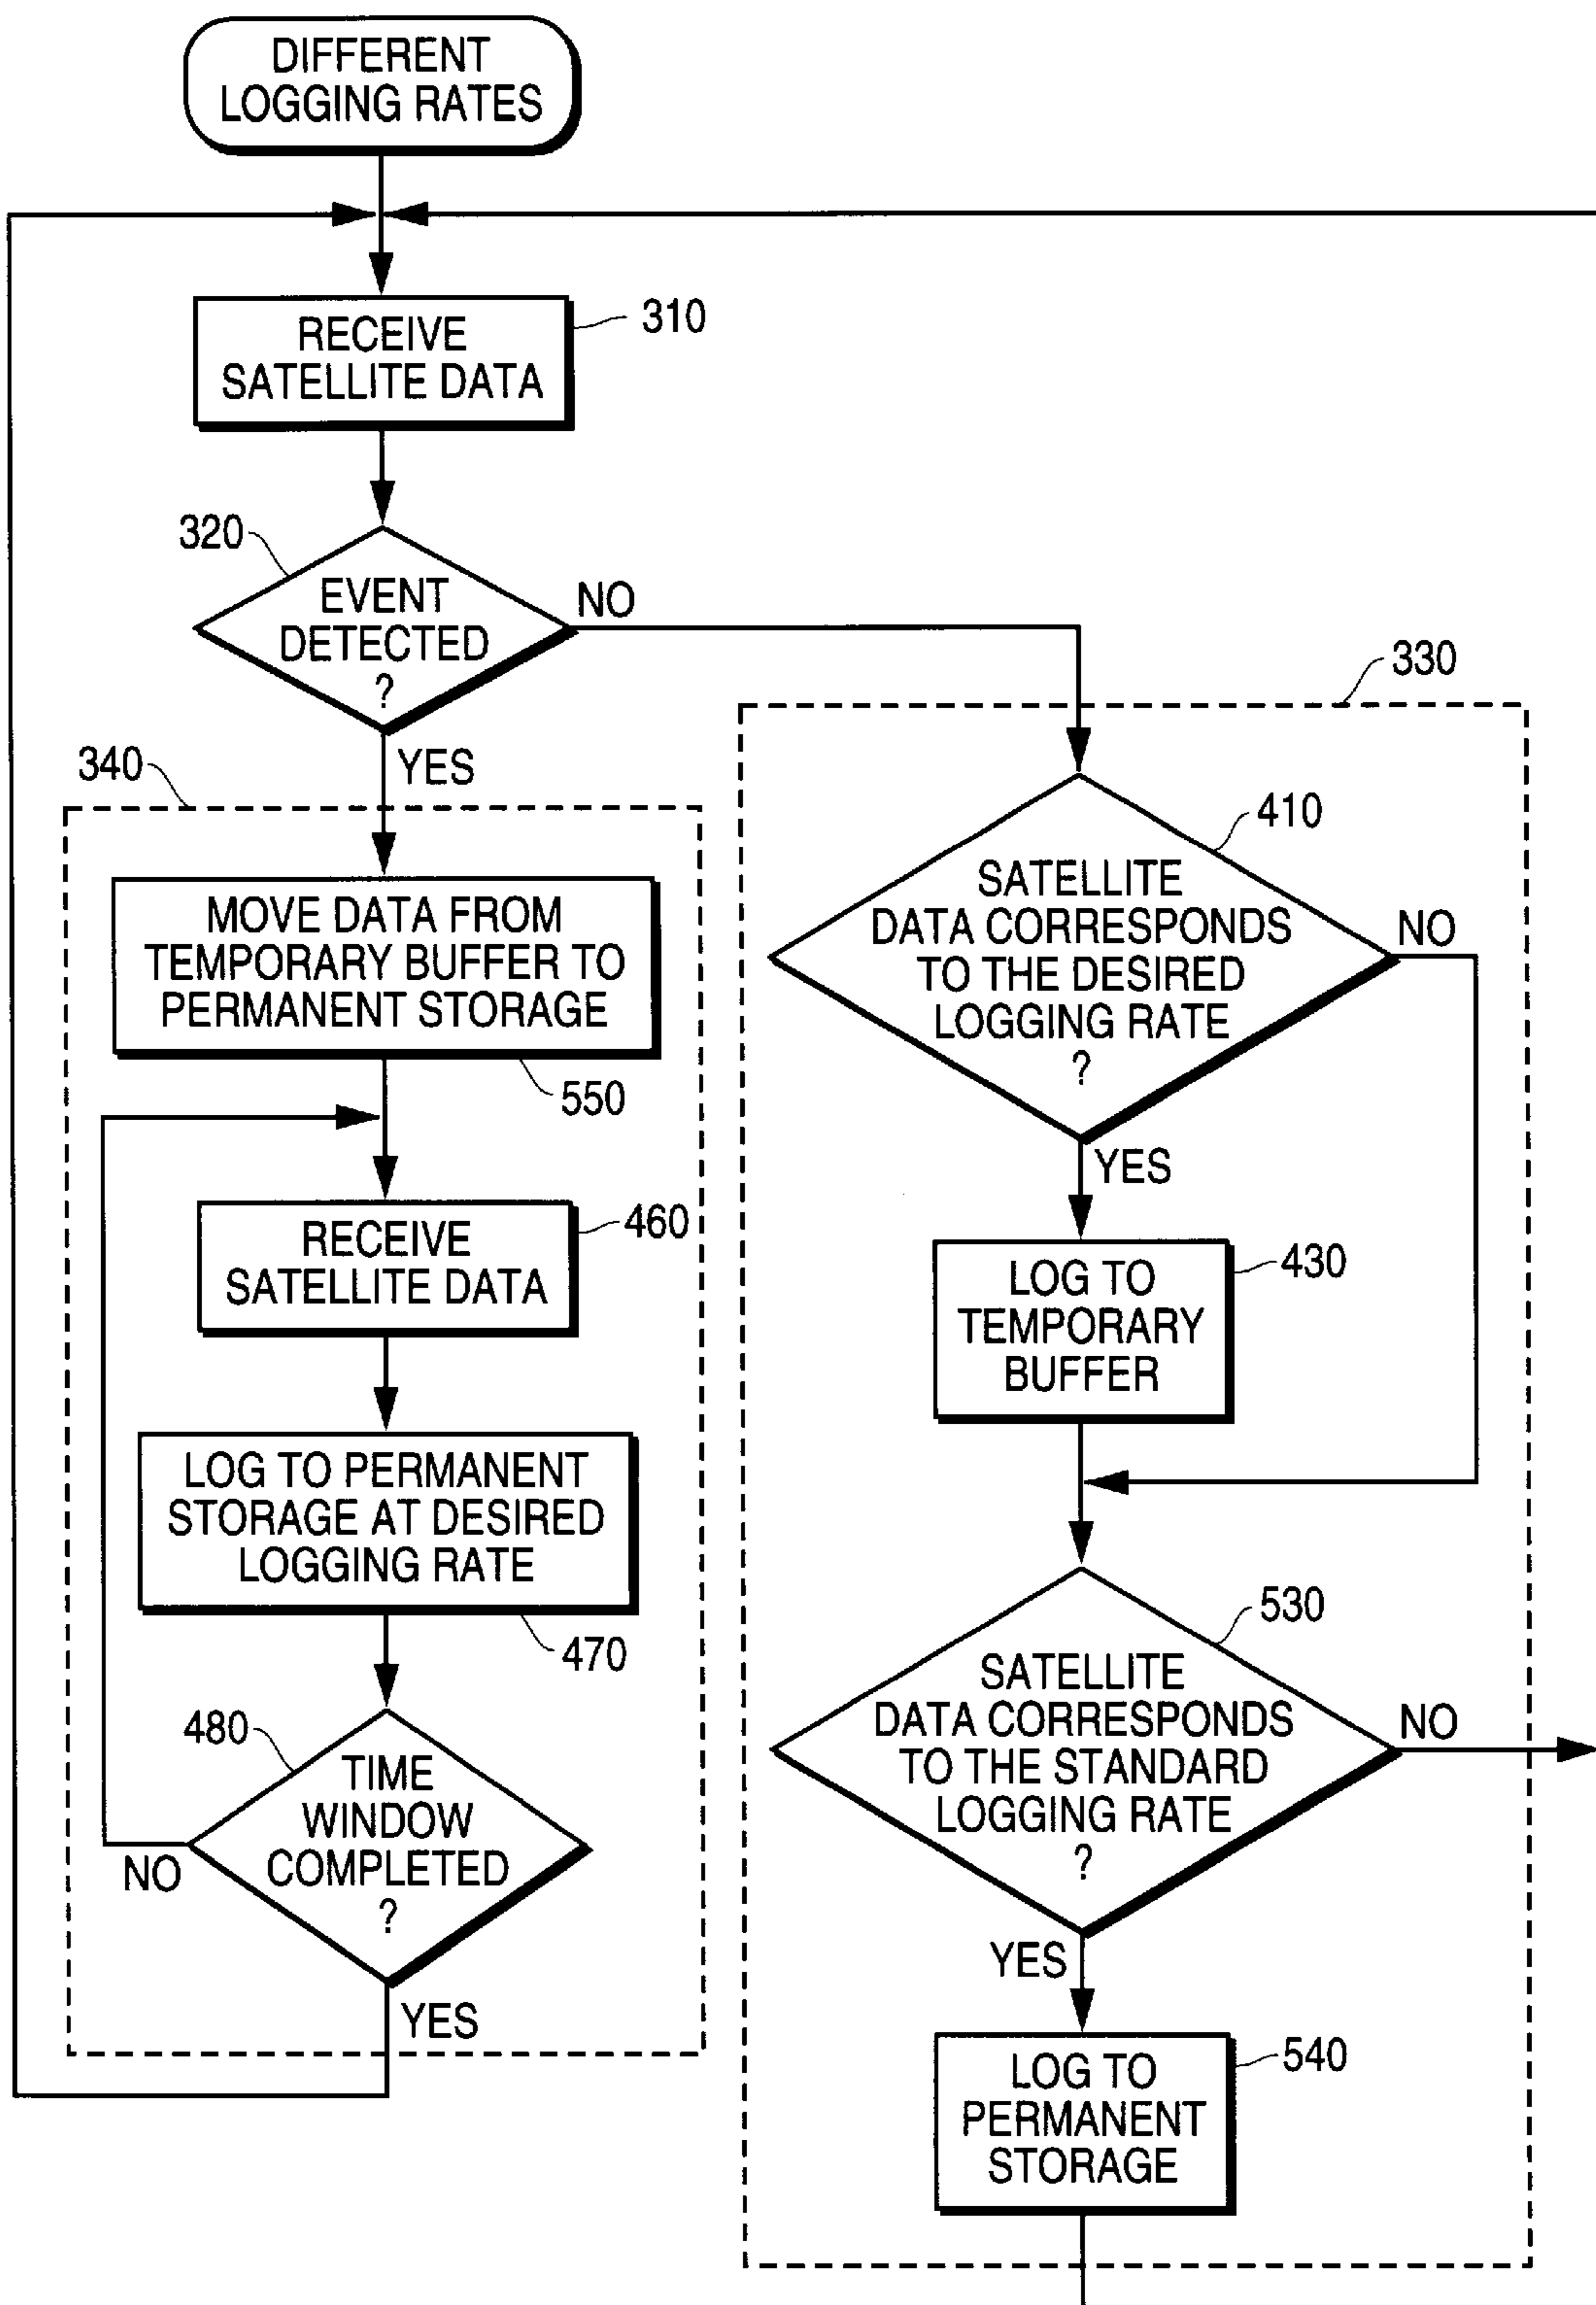 DIFFERENT
LOGGING RATES
RECEIVE
SATELLITE DATA
310
320
EVENT
DETECTED
?
NO
YES
330
340
MOVE DATA FROM
TEMPORARY BUFFER TO
PERMANENT STORAGE
550
RECEIVE
SATELLITE DATA
460
LOG TO PERMANENT
STORAGE AT DESIRED
LOGGING RATE
470
480
TIME
WINDOW
COMPLETED
?
NO
YES
410
SATELLITE
DATA CORRESPONDS
TO THE DESIRED
LOGGING RATE
?
NO
YES
LOG TO
TEMPORARY
BUFFER
430
530
SATELLITE
DATA CORRESPONDS
TO THE STANDARD
LOGGING RATE
?
NO
YES
LOG TO
PERMANENT
STORAGE
540